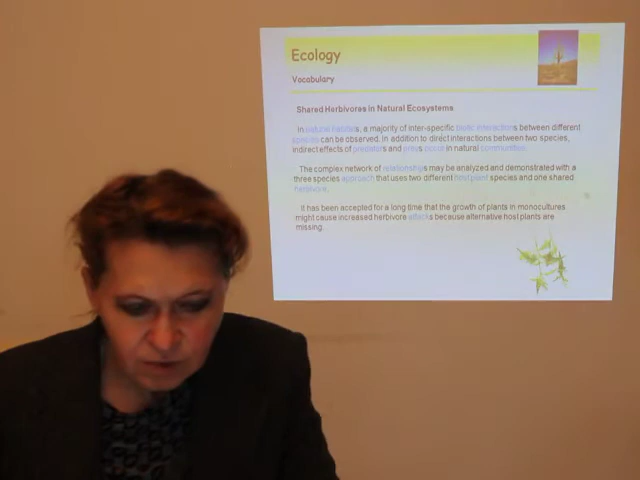 Ecology
Vocabulary
Shared Herbivores in Natural Ecosystems
In natural habitats, a majority of inter-specific biotic interactions between different
species can be observed, in addition to direct interactions between two species,
indirect effects of predators and preys occur in natural communities.
The complex network of relationships may be analyzed and demonstrated with a
three species approach that uses two different host plant species and one shared
herbivore.
It has been accepted for a long time that the growth of plants in monocultures
might cause increased herbivore attacks because alternative host plants are
missing.